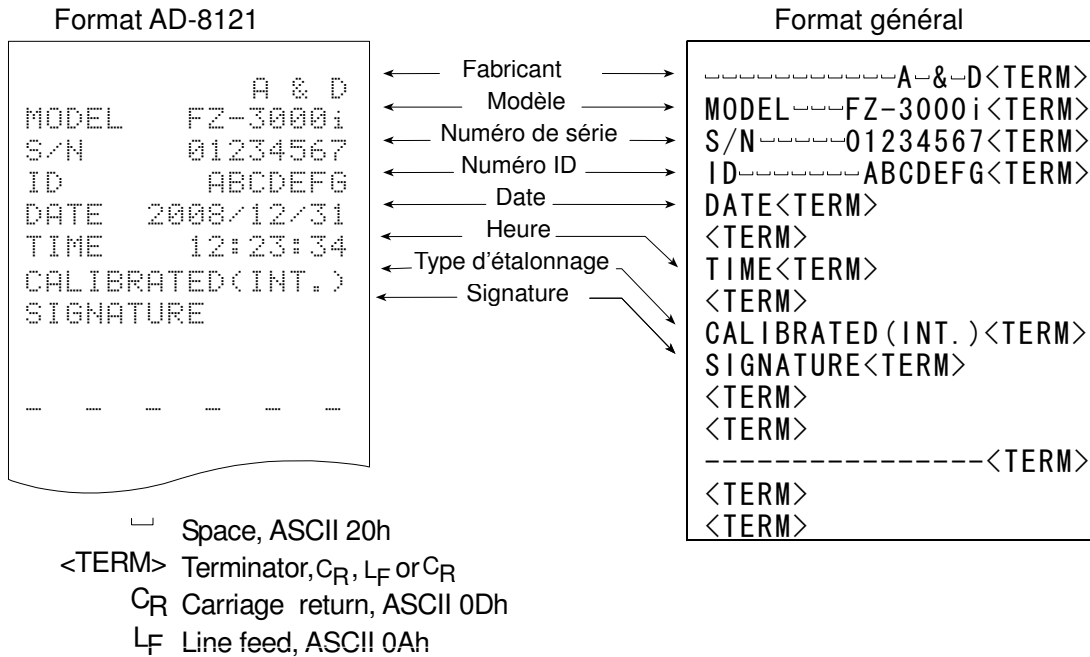 Format AD-8121
A & D
MODEL FZ-3000i
S/N 01234567
ID ABCDEFG
DATE 2008/12/31
TIME 12:23:34
CALIBRATED(INT.)
SIGNATURE
_ _ _ _ _ _
Fabricant
Modèle
Numéro de série
Numéro ID
Date
Heure
Type d'étalonnage
Signature
Format général
␣␣␣␣␣␣␣␣␣␣␣A␣&␣D<TERM>
MODEL␣␣␣FZ-3000i<TERM>
S/N␣␣␣␣␣01234567<TERM>
ID␣␣␣␣␣␣␣ABCDEFG<TERM>
DATE<TERM>
<TERM>
TIME<TERM>
<TERM>
CALIBRATED(INT.)<TERM>
SIGNATURE<TERM>
<TERM>
<TERM>
----------------<TERM>
<TERM>
<TERM>
␣ Space, ASCII 20h
<TERM> Terminator,CR, LF or CR
CR Carriage return, ASCII 0Dh
LF Line feed, ASCII 0Ah